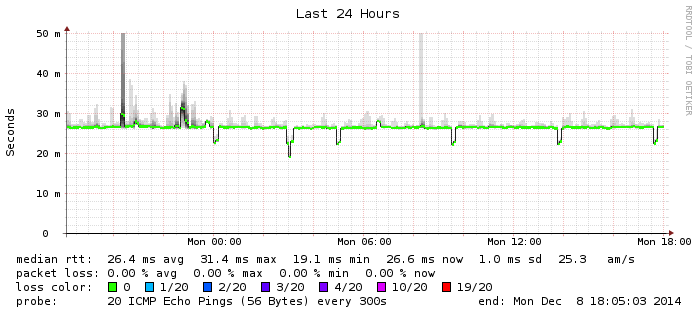 Last 24 Hours
RRDTOOL / TOBI OETIKER
Seconds
50 m
40 m
30 m
20 m
10 m
0
Mon 00:00 Mon 06:00 Mon 12:00 Mon 18:00
median rtt: 26.4 ms avg 31.4 ms max 19.1 ms min 26.6 ms now 1.0 ms sd 25.3 am/s
packet loss: 0.00 % avg 0.00 % max 0.00 % min 0.00 % now
loss color: 0 1/20 2/20 3/20 4/20 10/20 19/20
probe: 20 ICMP Echo Pings (56 Bytes) every 300s end: Mon Dec 8 18:05:03 2014